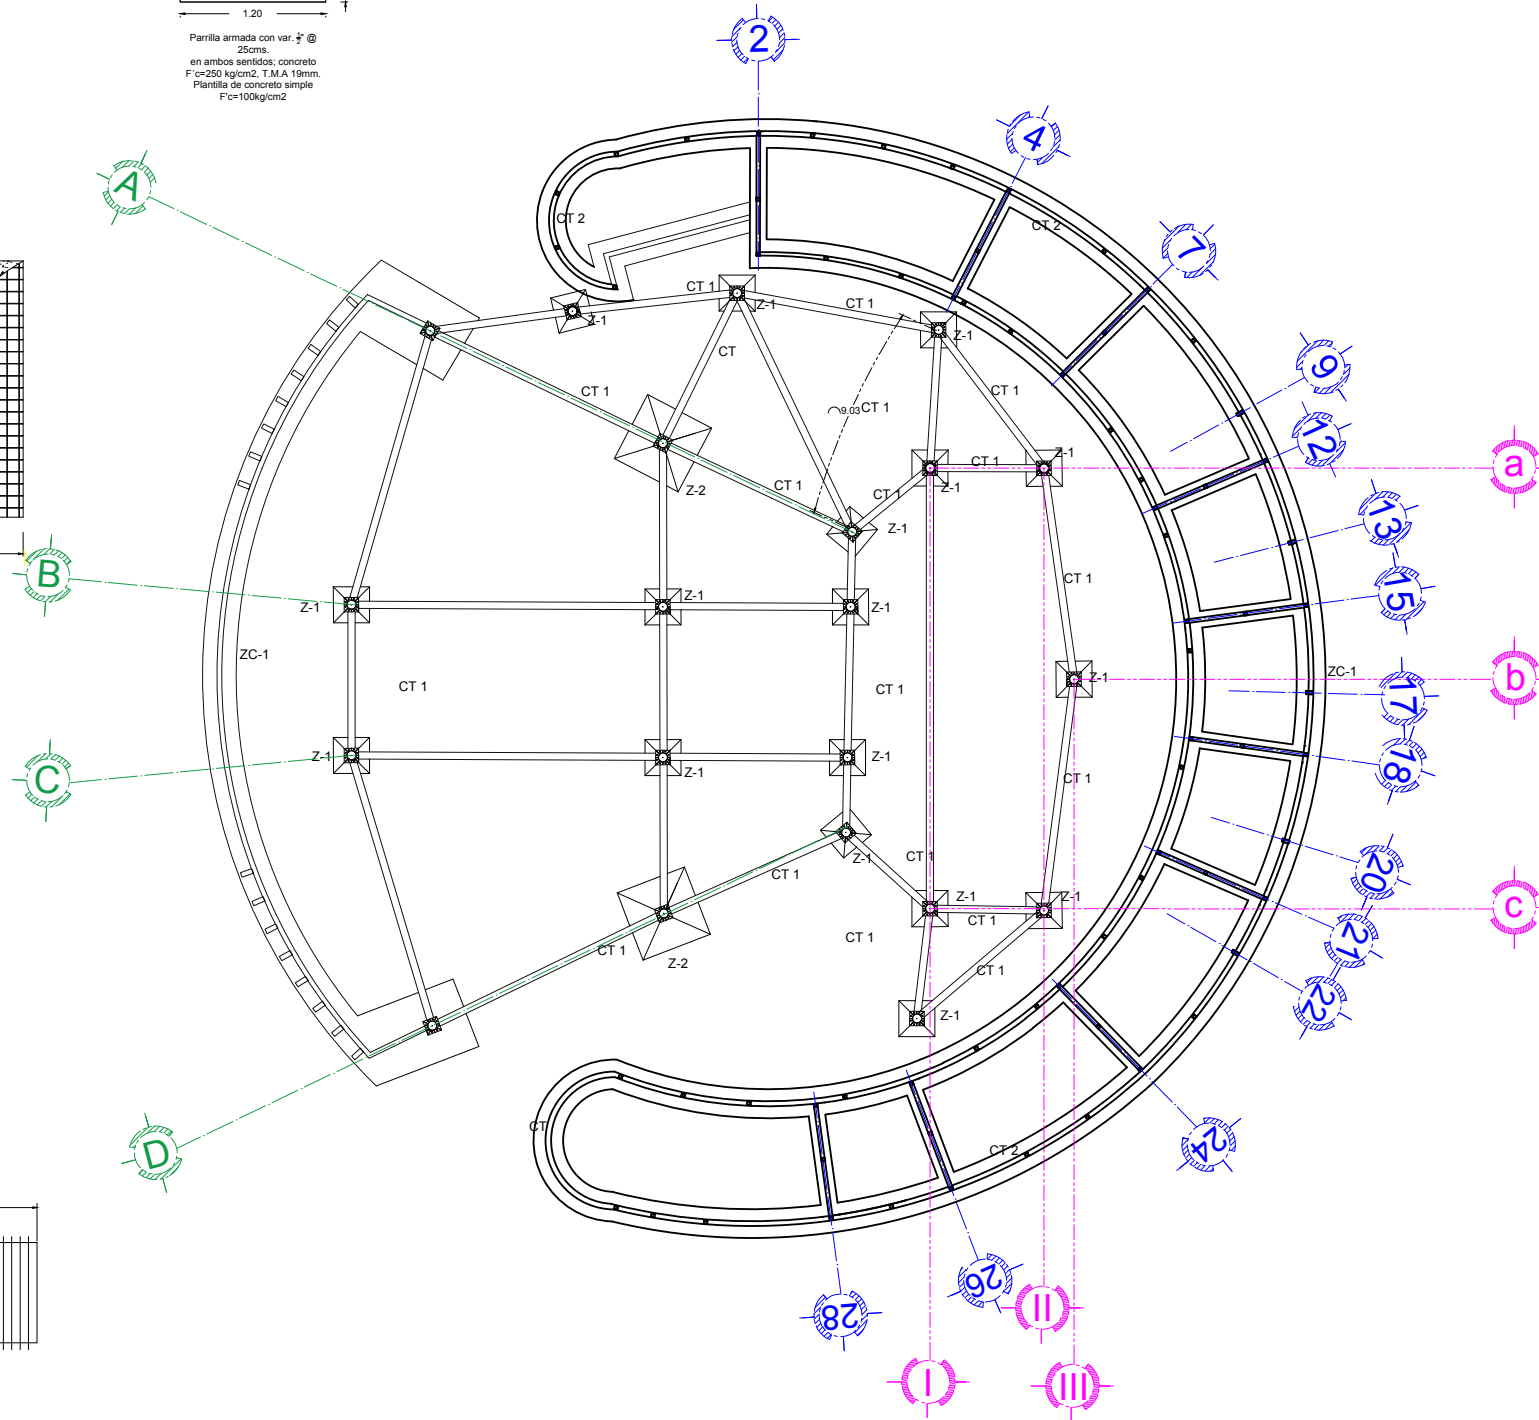 1.20
Parrilla armada con var. ½" @
25cms.
en ambos sentidos; concreto
F´c=250 kg/cm2, T.M.A 19mm.
Plantilla de concreto simple
F'c=100kg/cm2
2
4
A
7
CT 2
CT 2
CT 1
CT 1
Z-1
Z-1
Z-1
CT
9
CT 1
CT 1
9.03
CT 1
12
Z-1
a
CT 1
CT 1
Z-2
Z-1
CT 1
13
Z-1
B
CT 1
15
Z-1
Z-1
Z-1
ZC-1
ZC-1
Z-1
b
CT 1
CT 1
17
Z-1
Z-1
Z-1
18
C
CT 1
Z-1
CT 1
CT 1
20
Z-1
Z-1
c
CT 1
CT 1
21
CT 1
Z-2
CT 1
22
Z-1
CT
D
CT 2
24
26
28
II
I
III